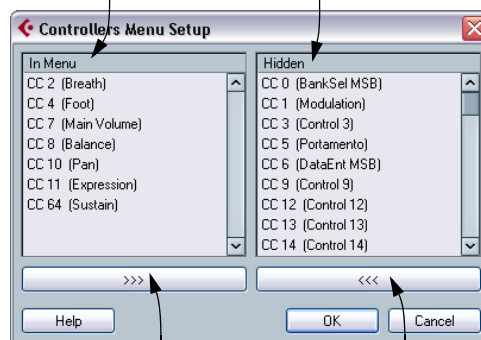 Controllers Menu Setup
In Menu
CC 2 (Breath)
CC 4 (Foot)
CC 7 (Main Volume)
CC 8 (Balance)
CC 10 (Pan)
CC 11 (Expression)
CC 64 (Sustain)
>>>
Hidden
CC 0 (BankSel MSB)
CC 1 (Modulation)
CC 3 (Control 3)
CC 5 (Portamento)
CC 6 (DataEnt MSB)
CC 9 (Control 9)
CC 12 (Control 12)
CC 13 (Control 13)
CC 14 (Control 14)
<<<
Help
OK
Cancel